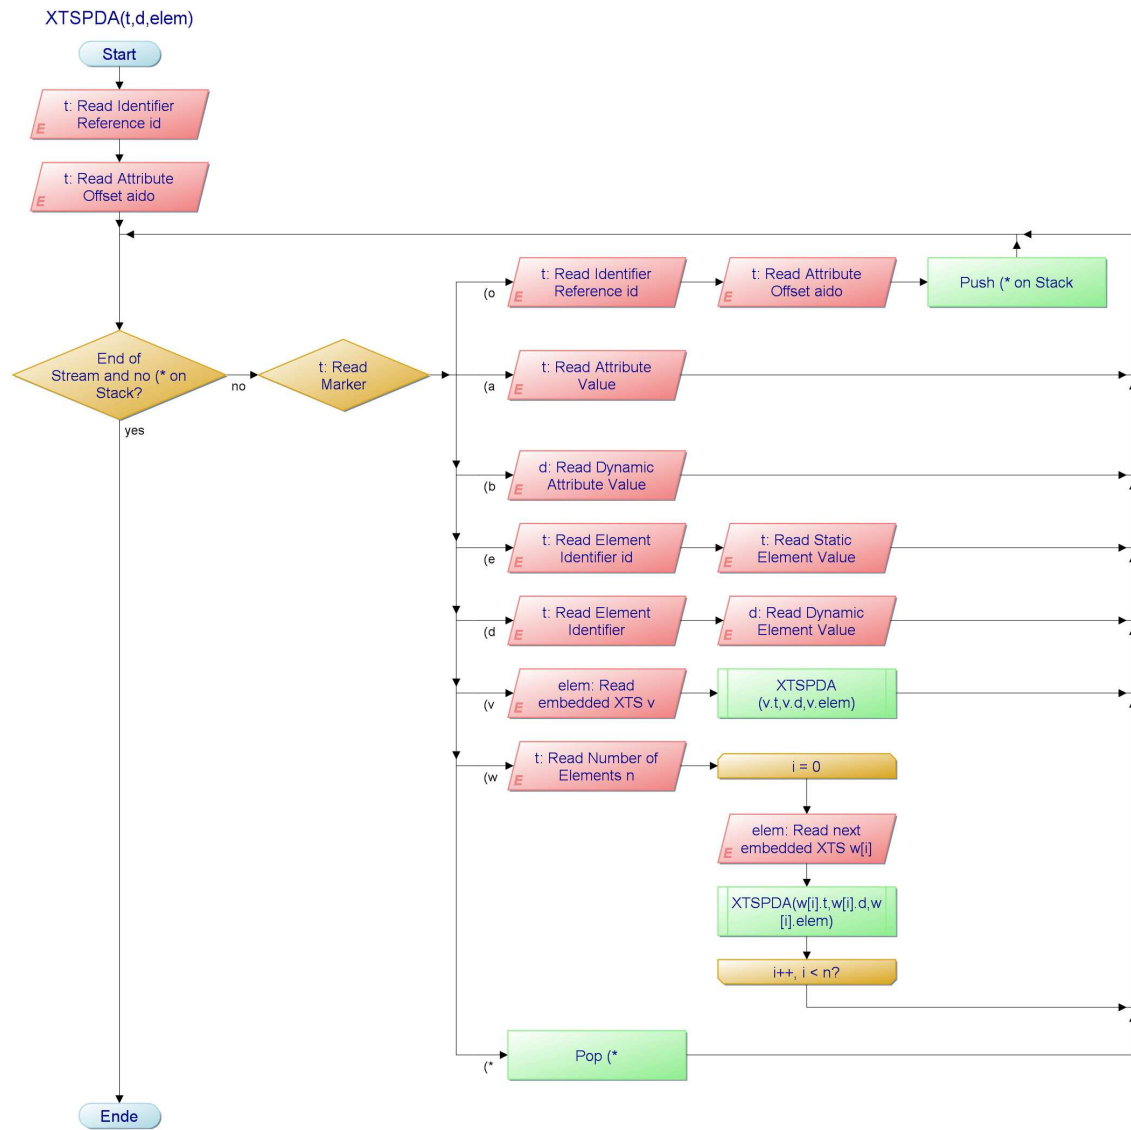 XTSPDA(t,d,elem)
Start
t: Read Identifier
Reference id
E
t: Read Attribute
Offset aido
E
(o
t: Read Identifier
Reference id
E
t: Read Attribute
Offset aido
E
Push (* on Stack
End of
Stream and no (* on
Stack?
no
yes
t: Read
Marker
(a
t: Read Attribute
Value
E
(b
d: Read Dynamic
Attribute Value
E
(e
t: Read Element
Identifier id
E
t: Read Static
Element Value
E
(d
t: Read Element
Identifier
E
d: Read Dynamic
Element Value
E
(v
elem: Read
embedded XTS v
E
XTSPDA
(v.t,v.d,v.elem)
(w
t: Read Number of
Elements n
E
i = 0
elem: Read next
embedded XTS w[i]
E
XTSPDA(w[i].t,w[i].d,w
[i].elem)
i++, i < n?
(*
Pop (*
Ende